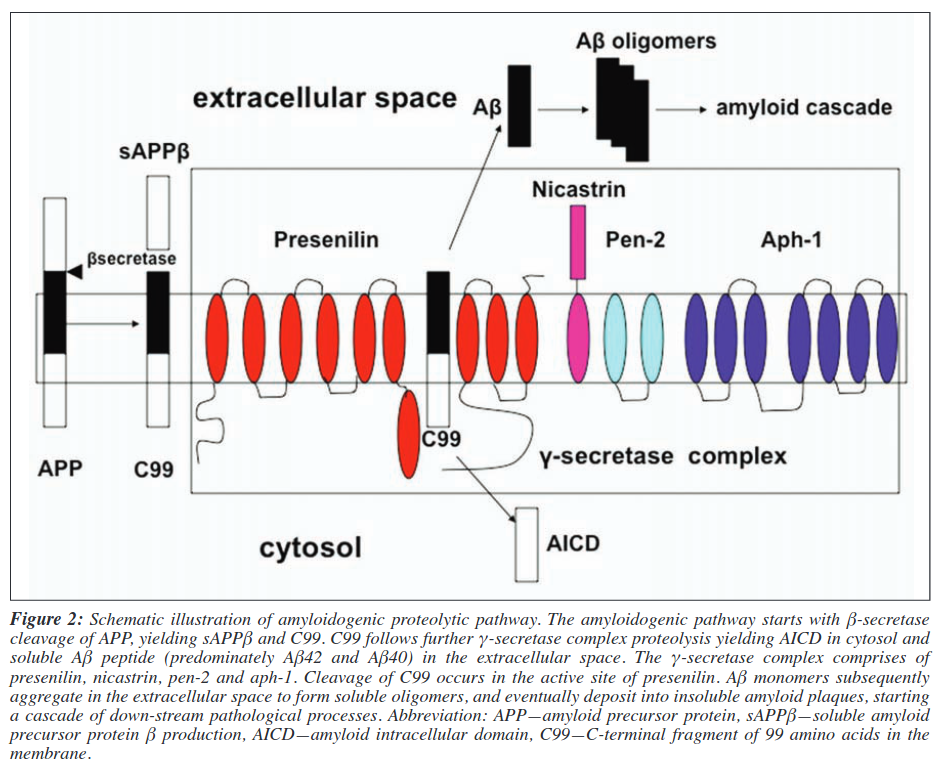 Aβ oligomers
extracellular space
Aβ
amyloid cascade
sAPPβ
Nicastrin
Presenilin
Pen-2
Aph-1
βsecretase
C99
γ-secretase complex
APP
C99
AICD
cytosol
Figure 2: Schematic illustration of amyloidogenic proteolytic pathway. The amyloidogenic pathway starts with β-secretase
cleavage of APP, yielding sAPPβ and C99. C99 follows further γ-secretase complex proteolysis yielding AICD in cytosol and
soluble Aβ peptide (predominately Aβ42 and Aβ40) in the extracellular space. The γ-secretase complex comprises of
presenilin, nicastrin, pen-2 and aph-1. Cleavage of C99 occurs in the active site of presenilin. Aβ monomers subsequently
aggregate in the extracellular space to form soluble oligomers, and eventually deposit into insoluble amyloid plaques, starting
a cascade of down-stream pathological processes. Abbreviation: APP—amyloid precursor protein, sAPPβ—soluble amyloid
precursor protein β production, AICD—amyloid intracellular domain, C99—C-terminal fragment of 99 amino acids in the
membrane.